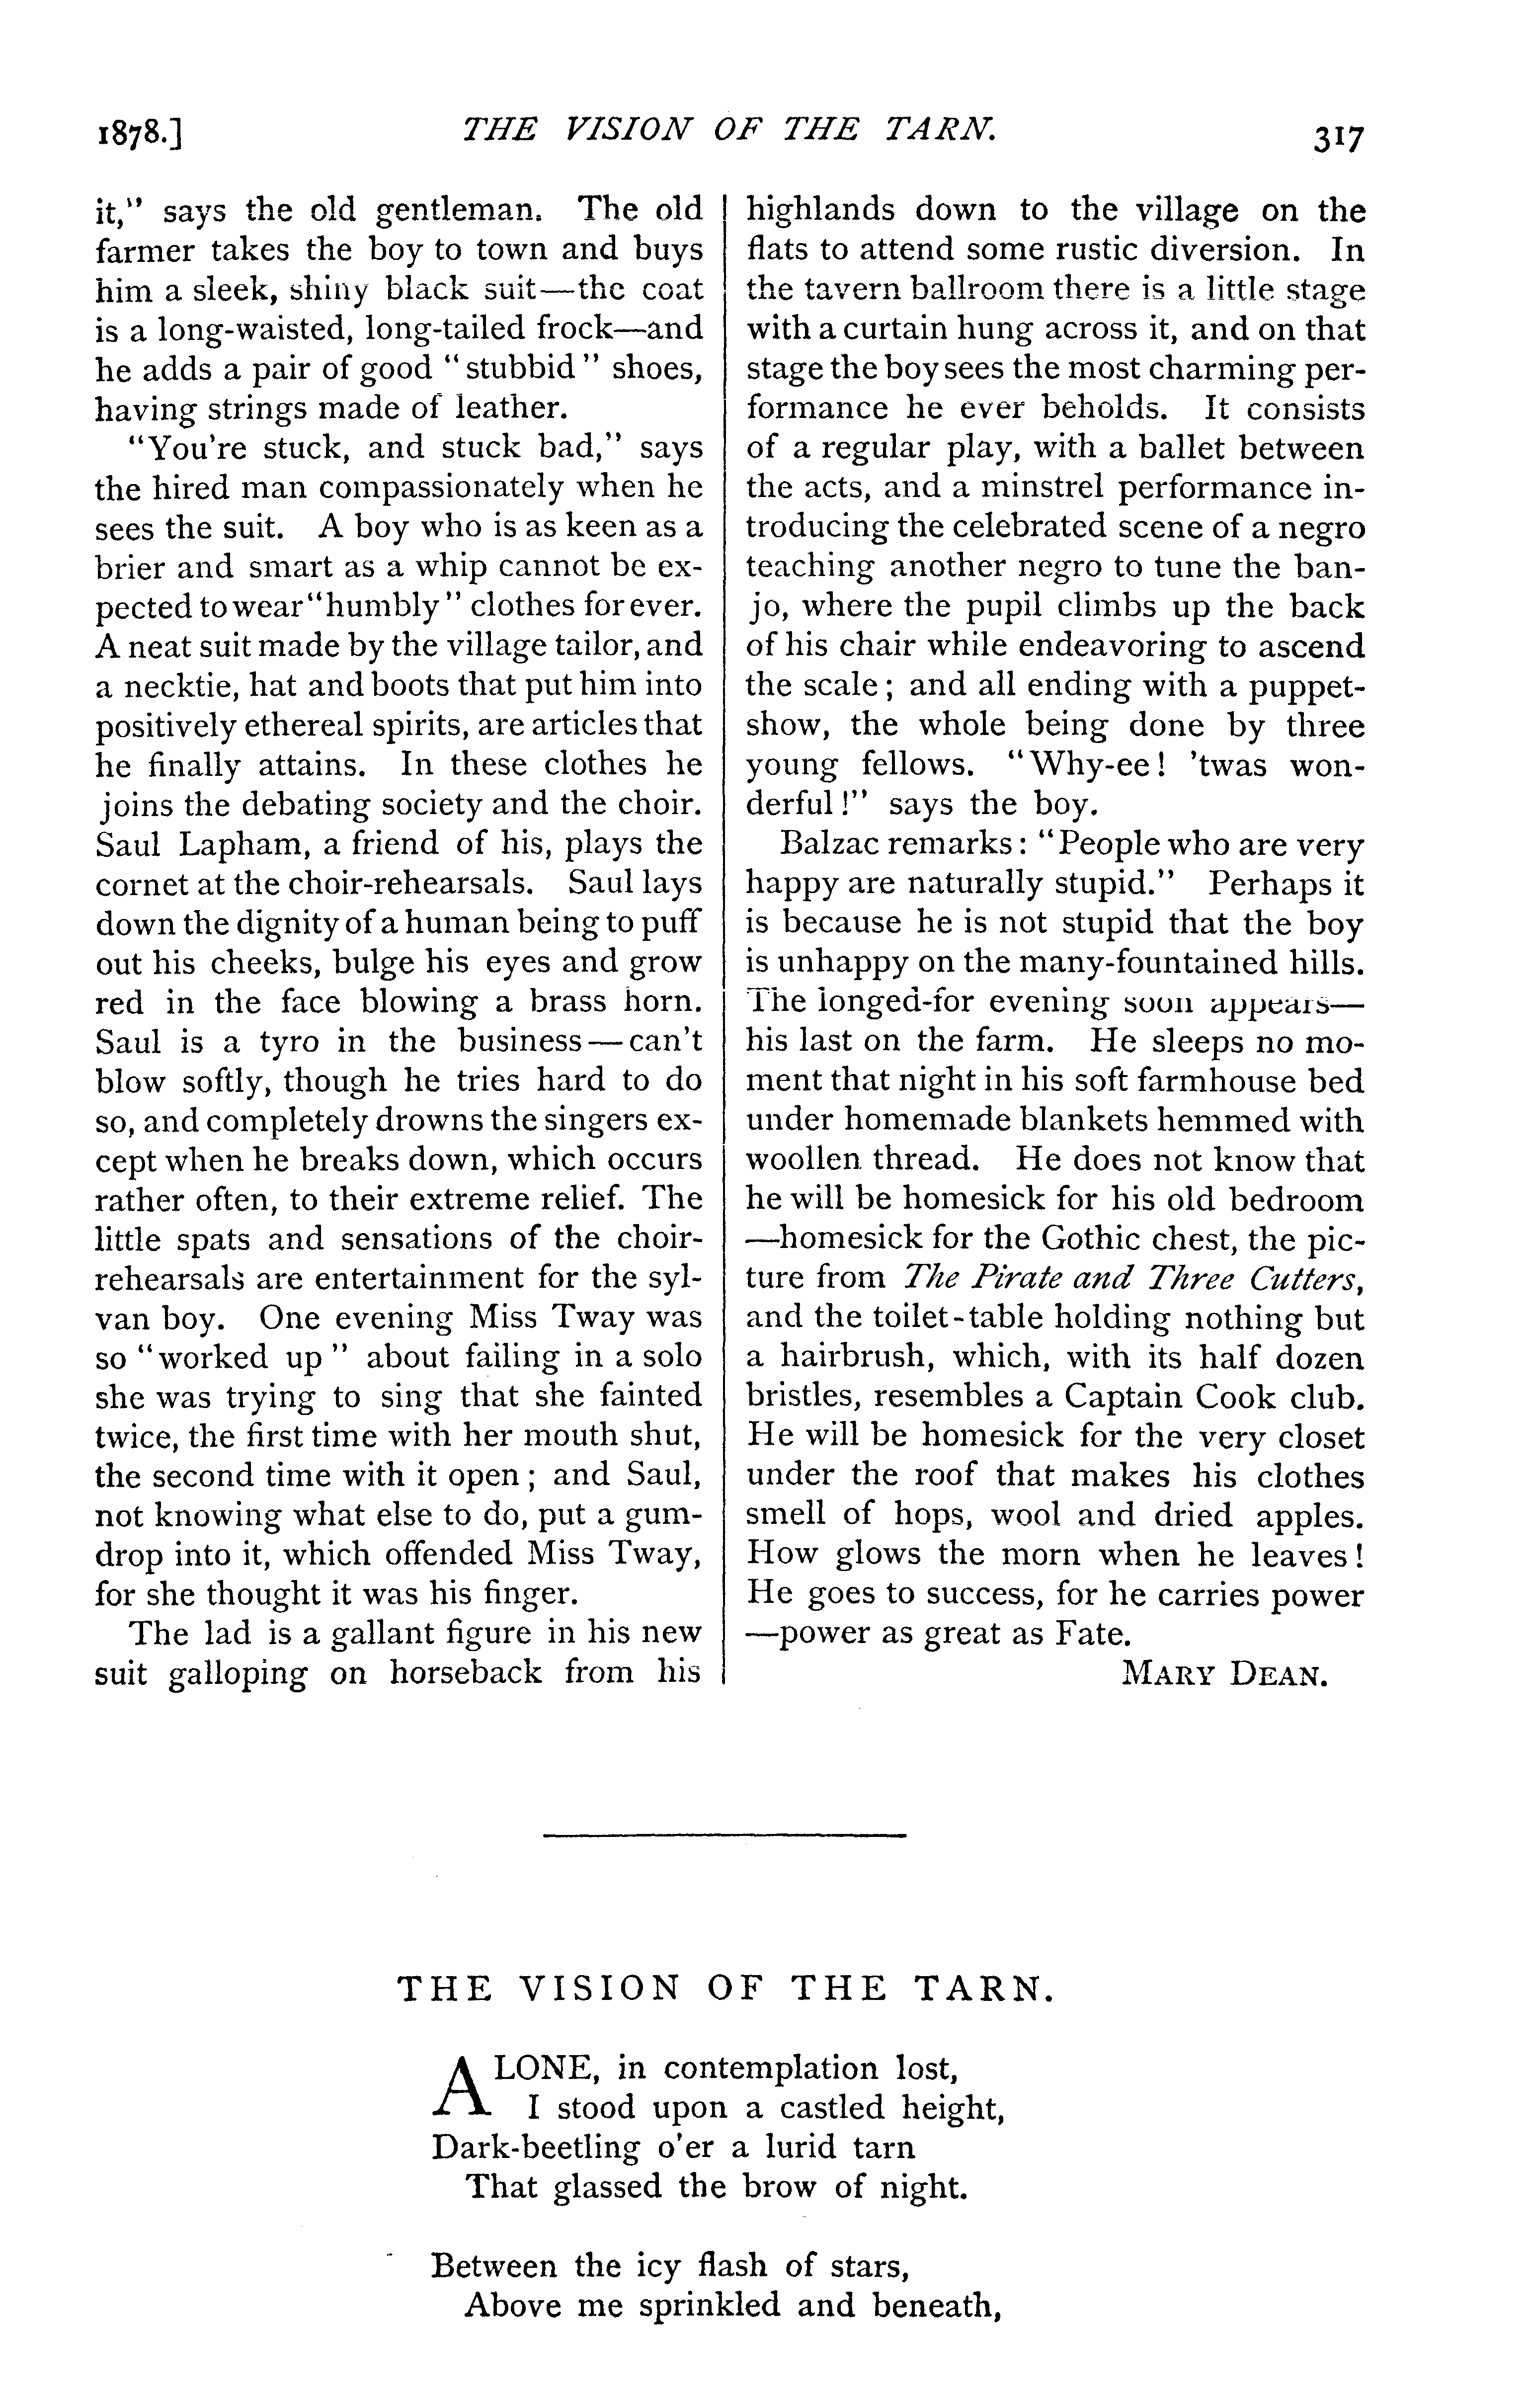 1878.] THE VISION OF THE TARN. 317
it," says the old gentleman. The old
farmer takes the boy to town and buys
him a sleek, shiny black suit—the coat
is a long-waisted, long-tailed frock—and
he adds a pair of good "stubbid" shoes,
having strings made of leather.
"You're stuck, and stuck bad," says
the hired man compassionately when he
sees the suit. A boy who is as keen as a
brier and smart as a whip cannot be ex-
pected to wear "humbly" clothes for ever.
A neat suit made by the village tailor, and
a necktie, hat and boots that put him into
positively ethereal spirits, are articles that
he finally attains. In these clothes he
joins the debating society and the choir.
Saul Lapham, a friend of his, plays the
cornet at the choir-rehearsals. Saul lays
down the dignity of a human being to puff
out his cheeks, bulge his eyes and grow
red in the face blowing a brass horn.
Saul is a tyro in the business—can't
blow softly, though he tries hard to do
so, and completely drowns the singers ex-
cept when he breaks down, which occurs
rather often, to their extreme relief. The
little spats and sensations of the choir-
rehearsals are entertainment for the syl-
van boy. One evening Miss Tway was
so "worked up" about failing in a solo
she was trying to sing that she fainted
twice, the first time with her mouth shut,
the second time with it open; and Saul,
not knowing what else to do, put a gum-
drop into it, which offended Miss Tway,
for she thought it was his finger.
The lad is a gallant figure in his new
suit galloping on horseback from his
highlands down to the village on the
flats to attend some rustic diversion. In
the tavern ballroom there is a little stage
with a curtain hung across it, and on that
stage the boy sees the most charming per-
formance he ever beholds. It consists
of a regular play, with a ballet between
the acts, and a minstrel performance in-
troducing the celebrated scene of a negro
teaching another negro to tune the ban-
jo, where the pupil climbs up the back
of his chair while endeavoring to ascend
the scale; and all ending with a puppet-
show, the whole being done by three
young fellows. "Why-ee! 'twas won-
derful!" says the boy.
Balzac remarks: "People who are very
happy are naturally stupid." Perhaps it
is because he is not stupid that the boy
is unhappy on the many-fountained hills.
The longed-for evening soon appears—
his last on the farm. He sleeps no mo-
ment that night in his soft farmhouse bed
under homemade blankets hemmed with
woollen thread. He does not know that
he will be homesick for his old bedroom
—homesick for the Gothic chest, the pic-
ture from The Pirate and Three Cutters,
and the toilet-table holding nothing but
a hairbrush, which, with its half dozen
bristles, resembles a Captain Cook club.
He will be homesick for the very closet
under the roof that makes his clothes
smell of hops, wool and dried apples.
How glows the morn when he leaves!
He goes to success, for he carries power
—power as great as Fate.
MARY DEAN.
THE VISION OF THE TARN.
ALONE, in contemplation lost,
I stood upon a castled height,
Dark-beetling o'er a lurid tarn
That glassed the brow of night.
Between the icy flash of stars,
Above me sprinkled and beneath,